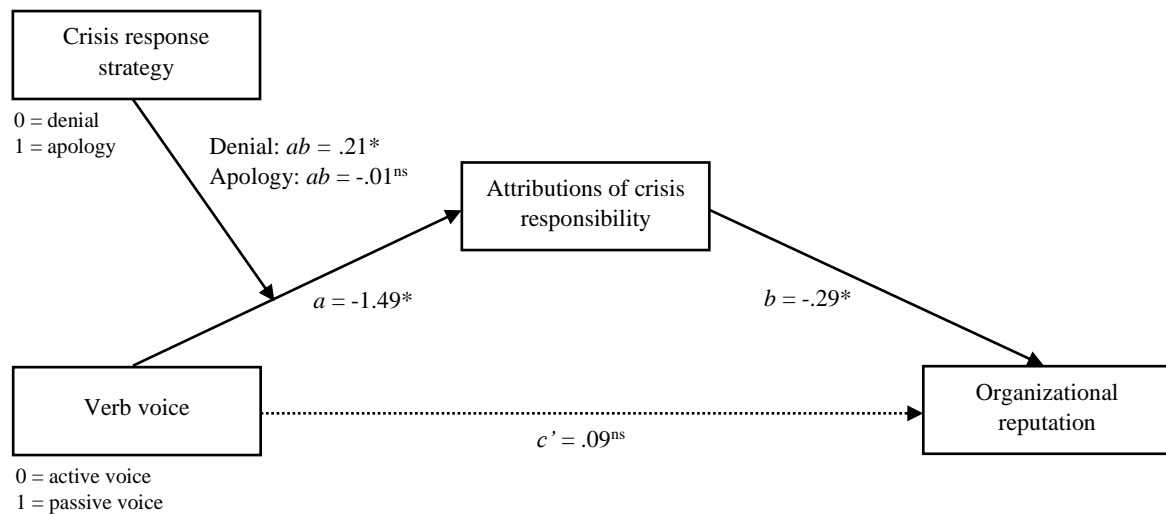 Crisis response
strategy
0 = denial
1 = apology
Denial: ab = .21*
Apology: ab = -.01ns
Attributions of crisis
responsibility
a = -1.49*
b = -.29*
Verb voice
Organizational
reputation
c’ = .09ns
0 = active voice
1 = passive voice